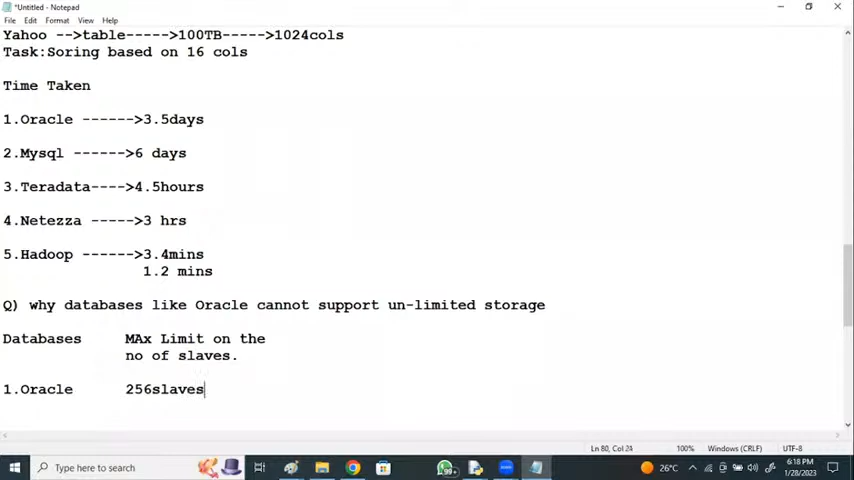 *Untitled - Notepad
File Edit Format View Help
Yahoo -->table----->100TB----->1024cols
Task:Soring based on 16 cols
Time Taken
1.Oracle ------>3.5days
2.Mysql ------>6 days
3.Teradata---->4.5hours
4.Netezza ----->3 hrs
5.Hadoop ------>3.4mins
1.2 mins
Q) why databases like Oracle cannot support un-limited storage
Databases MAx Limit on the
no of slaves.
1.Oracle 256slaves
Ln 80, Col 24 100% Windows (CRLF) UTF-8
Type here to search 99+ 26°C 6:18 PM
1/28/2023